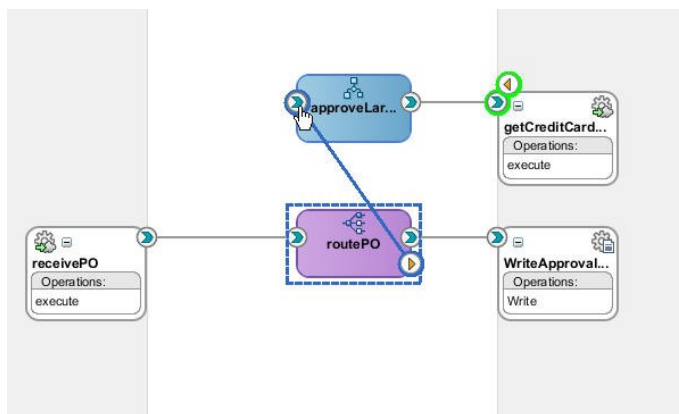 approveLar...
getCreditCard...
Operations:
execute
routePO
receivePO
Operations:
execute
WriteApproval...
Operations:
Write